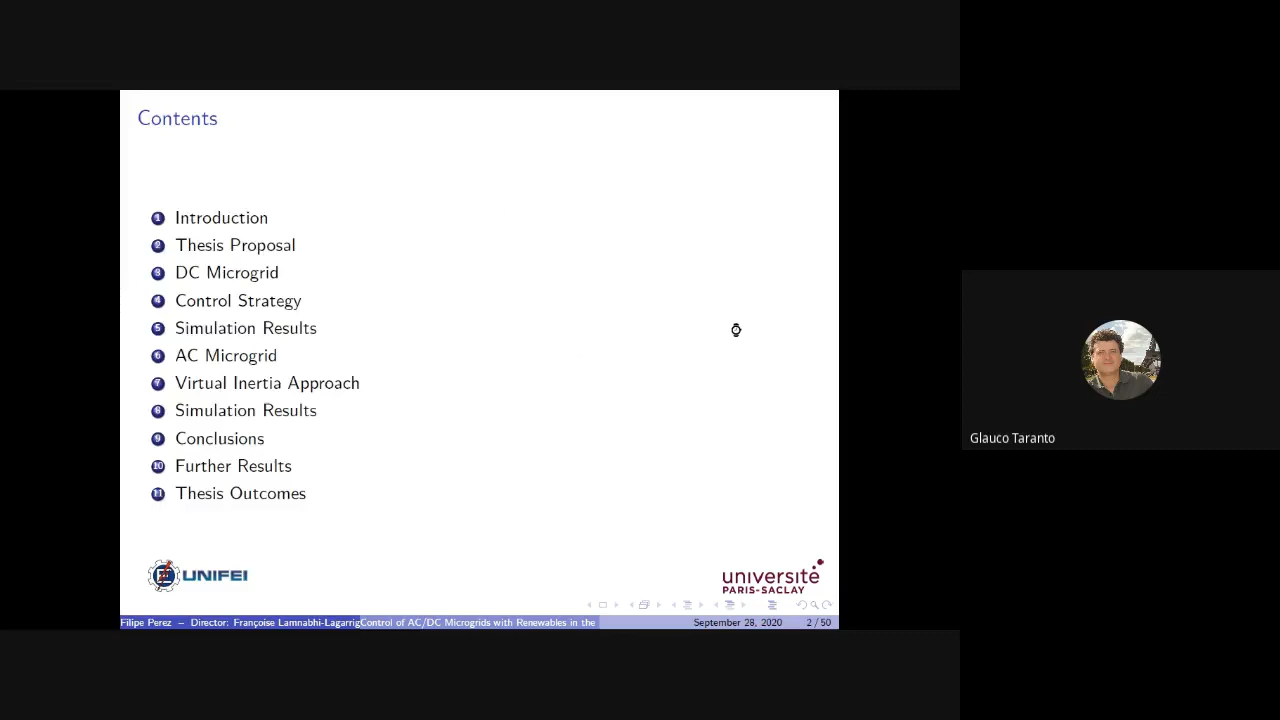 Contents
1 Introduction
2 Thesis Proposal
3 DC Microgrid
4 Control Strategy
5 Simulation Results
6 AC Microgrid
7 Virtual Inertia Approach
8 Simulation Results
9 Conclusions
10 Further Results
11 Thesis Outcomes
UNIFEI
université
PARIS-SACLAY
Filipe Perez – Director: Françoise Lamnabhi-Lagarrig Control of AC/DC Microgrids with Renewables in the September 28, 2020 2 / 50
Glauco Taranto